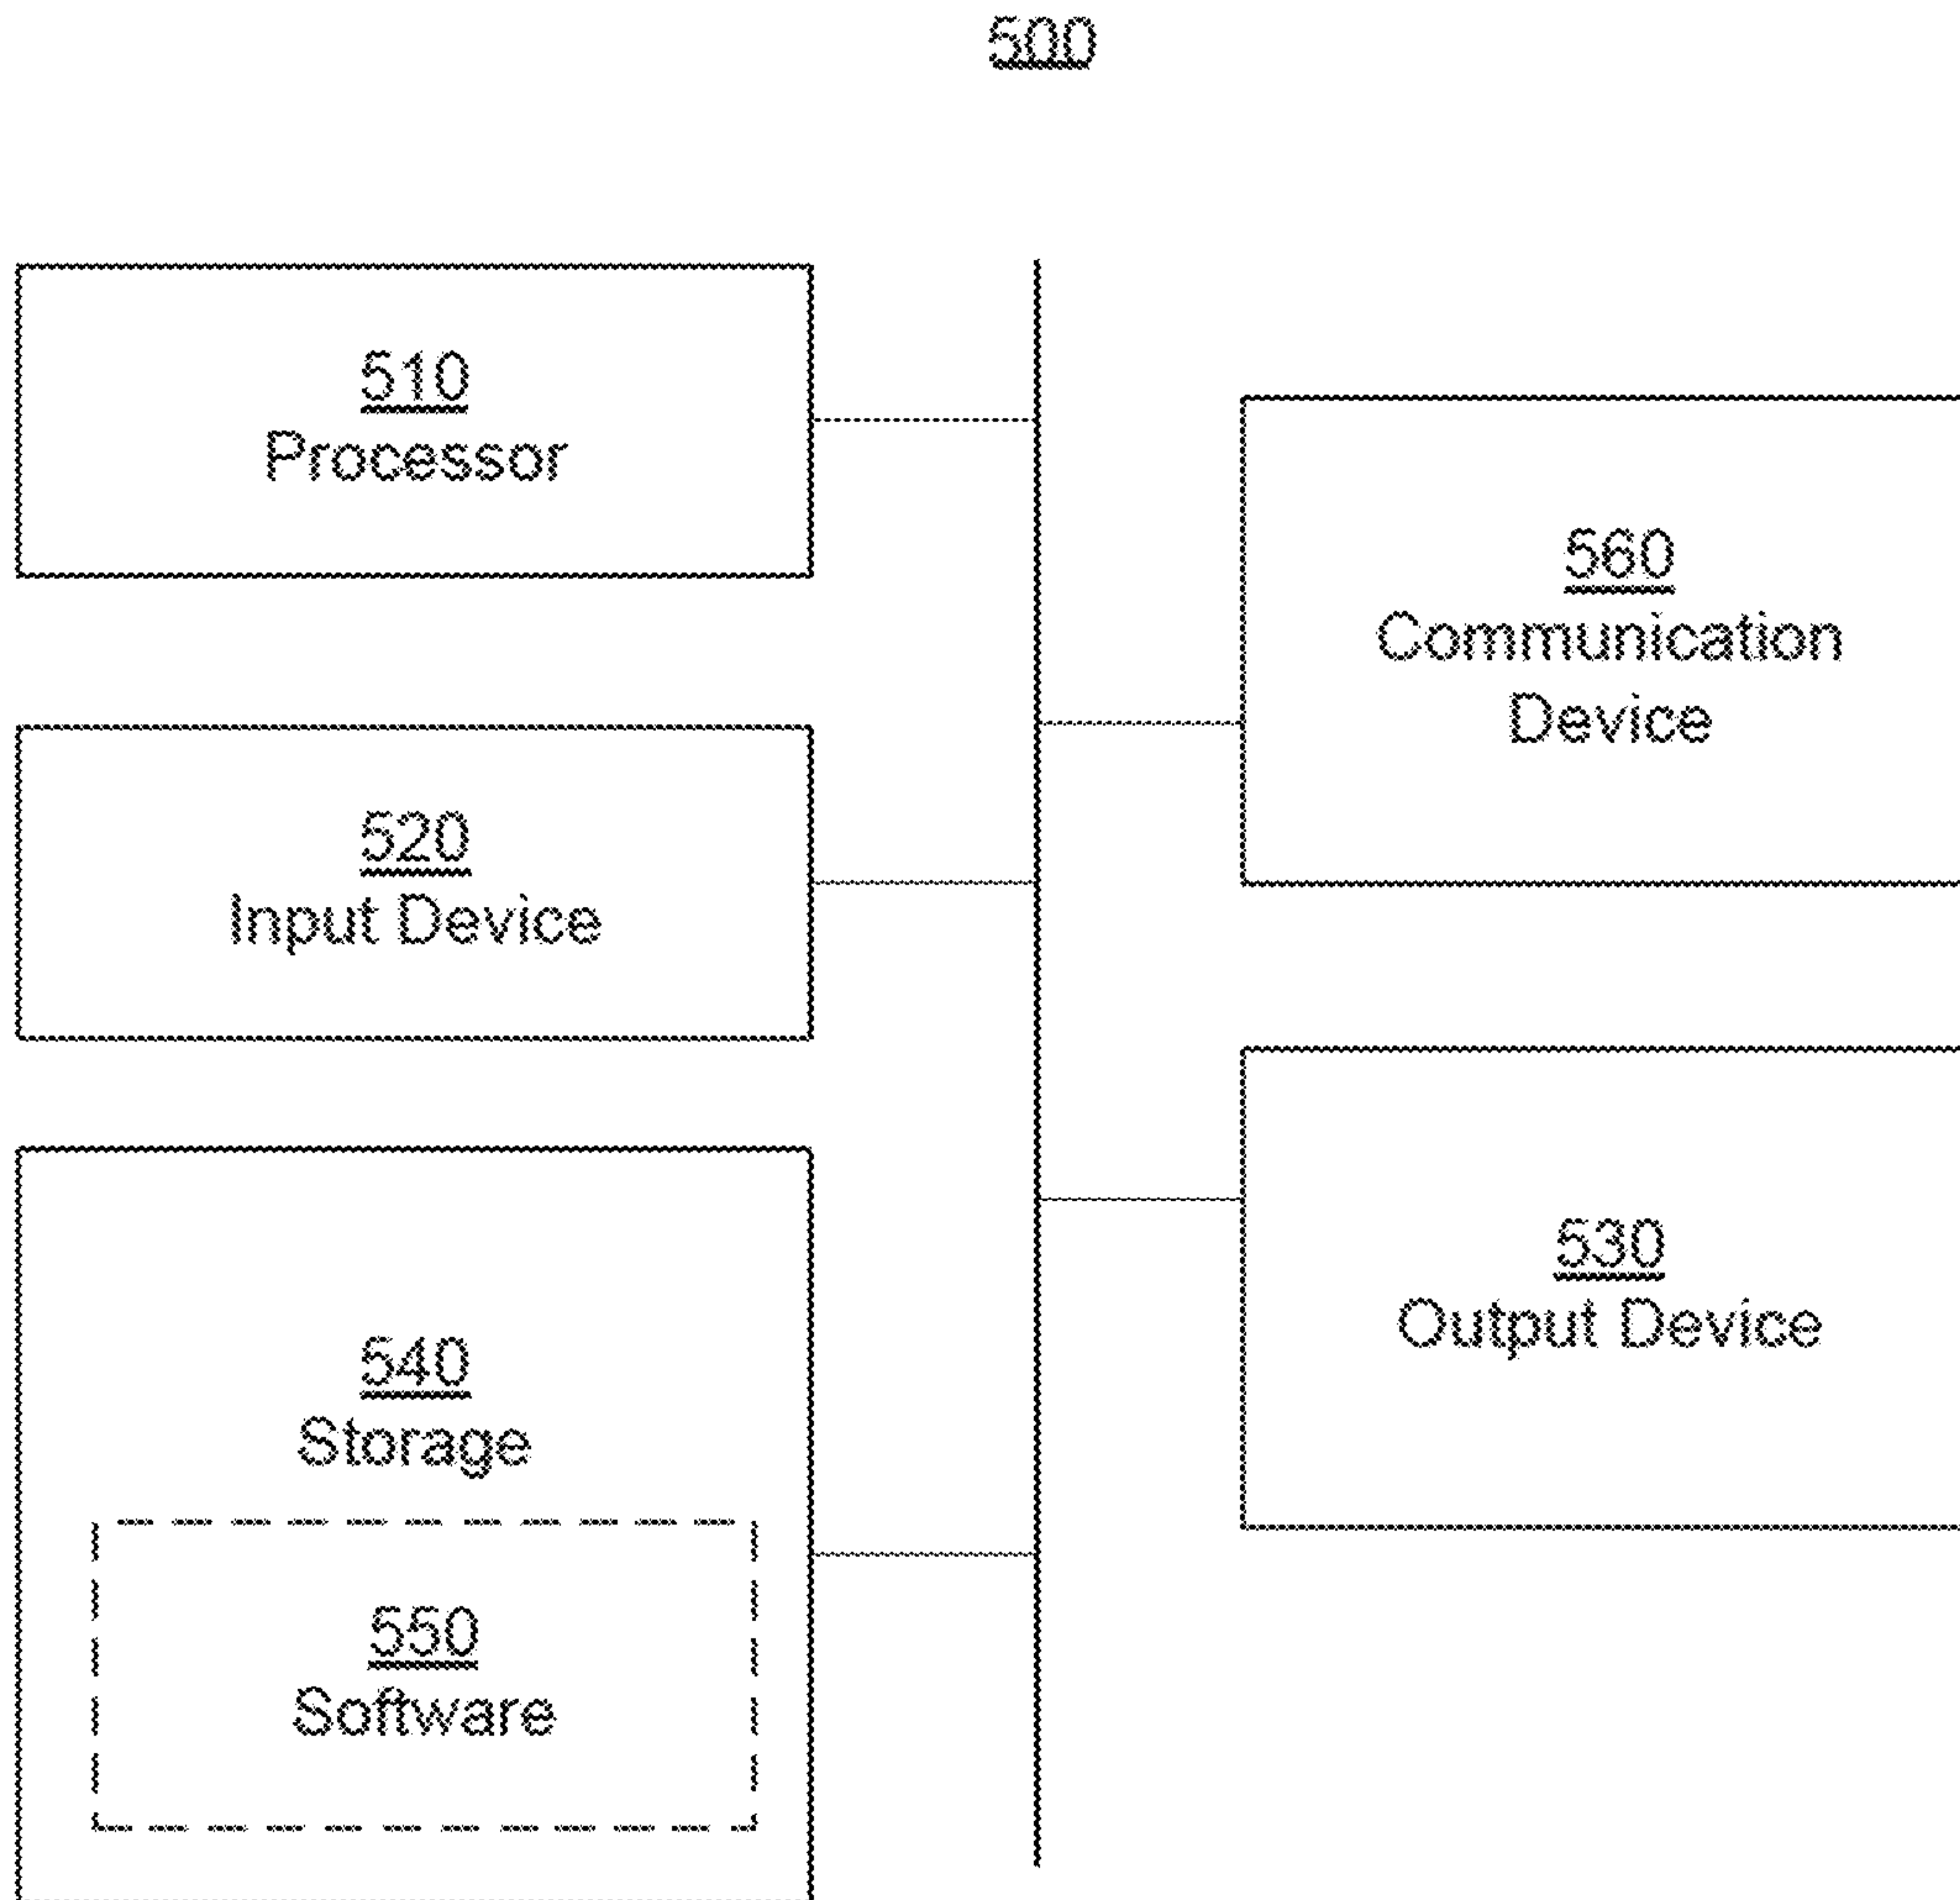 500
510
Processor
560
Communication
Device
520
Input Device
530
Output Device
540
Storage
550
Software